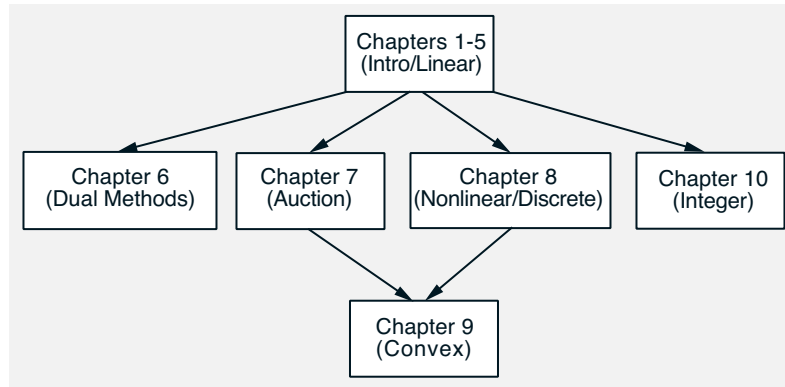 Chapters 1-5
(Intro/Linear)
Chapter 6
(Dual Methods)
Chapter 7
(Auction)
Chapter 8
(Nonlinear/Discrete)
Chapter 10
(Integer)
Chapter 9
(Convex)